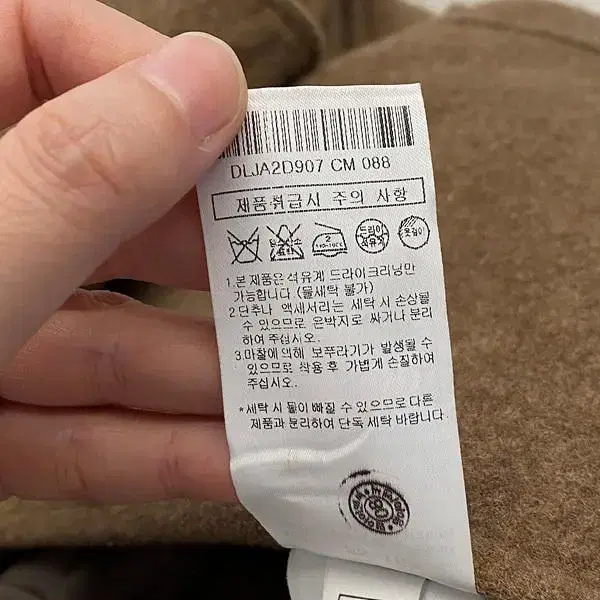 DLJA2D907 CM 088
제품취급시 주의 사항
드라이
석유계
옷걸이
1.본 제품은 석유계 드라이크리닝만
가능합니다.(물세탁 불가)
2.단추나 액세서리는 세탁 시 손상될
수 있으므로 은박지로 싸거나 분리
하여 주십시오.
3.마찰에의해 보푸라기가 발생될 수
있으므로 착용 후 가볍게 손질하여
주십시오.
*세탁 시 물이 빠질 수 있으므로 다른
제품과 분리하여 단독 세탁 바랍니다